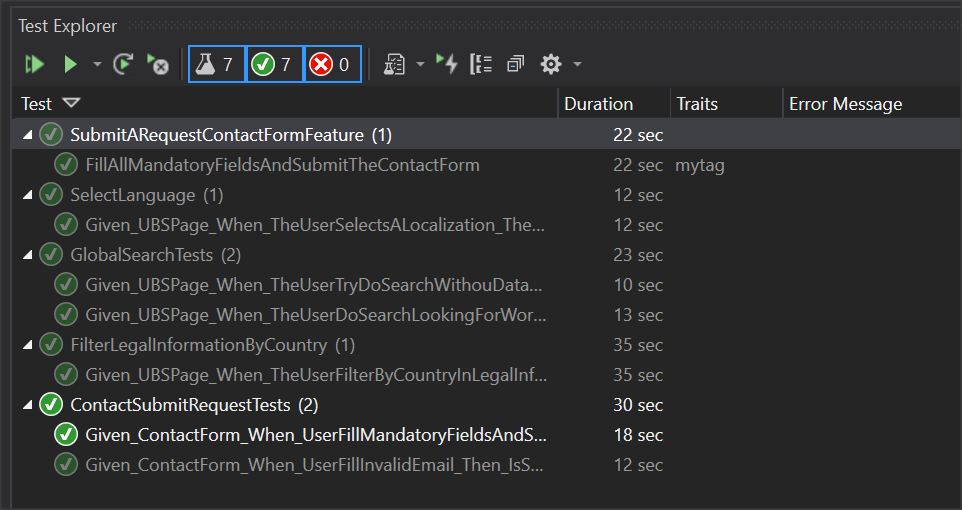 Test Explorer
7 7 0
Test Duration Traits Error Message
SubmitARequestContactFormFeature (1) 22 sec
FillAllMandatoryFieldsAndSubmitTheContactForm 22 sec mytag
SelectLanguage (1) 12 sec
Given_UBSPage_When_TheUserSelectsALocalization_The... 12 sec
GlobalSearchTests (2) 23 sec
Given_UBSPage_When_TheUserTryDoSearchWithouData... 10 sec
Given_UBSPage_When_TheUserDoSearchLookingForWor... 13 sec
FilterLegalInformationByCountry (1) 35 sec
Given_UBSPage_When_TheUserFilterByCountryInLegalInf... 35 sec
ContactSubmitRequestTests (2) 30 sec
Given_ContactForm_When_UserFillMandatoryFieldsAndS... 18 sec
Given_ContactForm_When_UserFillInvalidEmail_Then_IsS... 12 sec